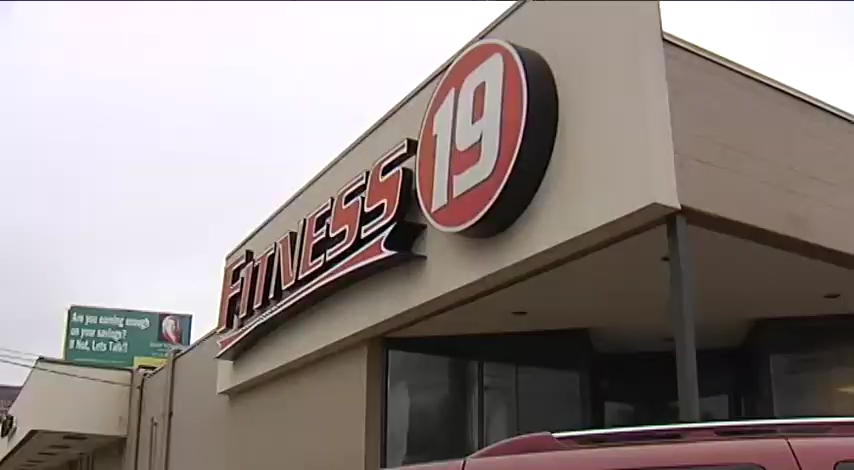 FITNESS 19
Are you earning enough
on your savings?
If Not, Lets Talk!!